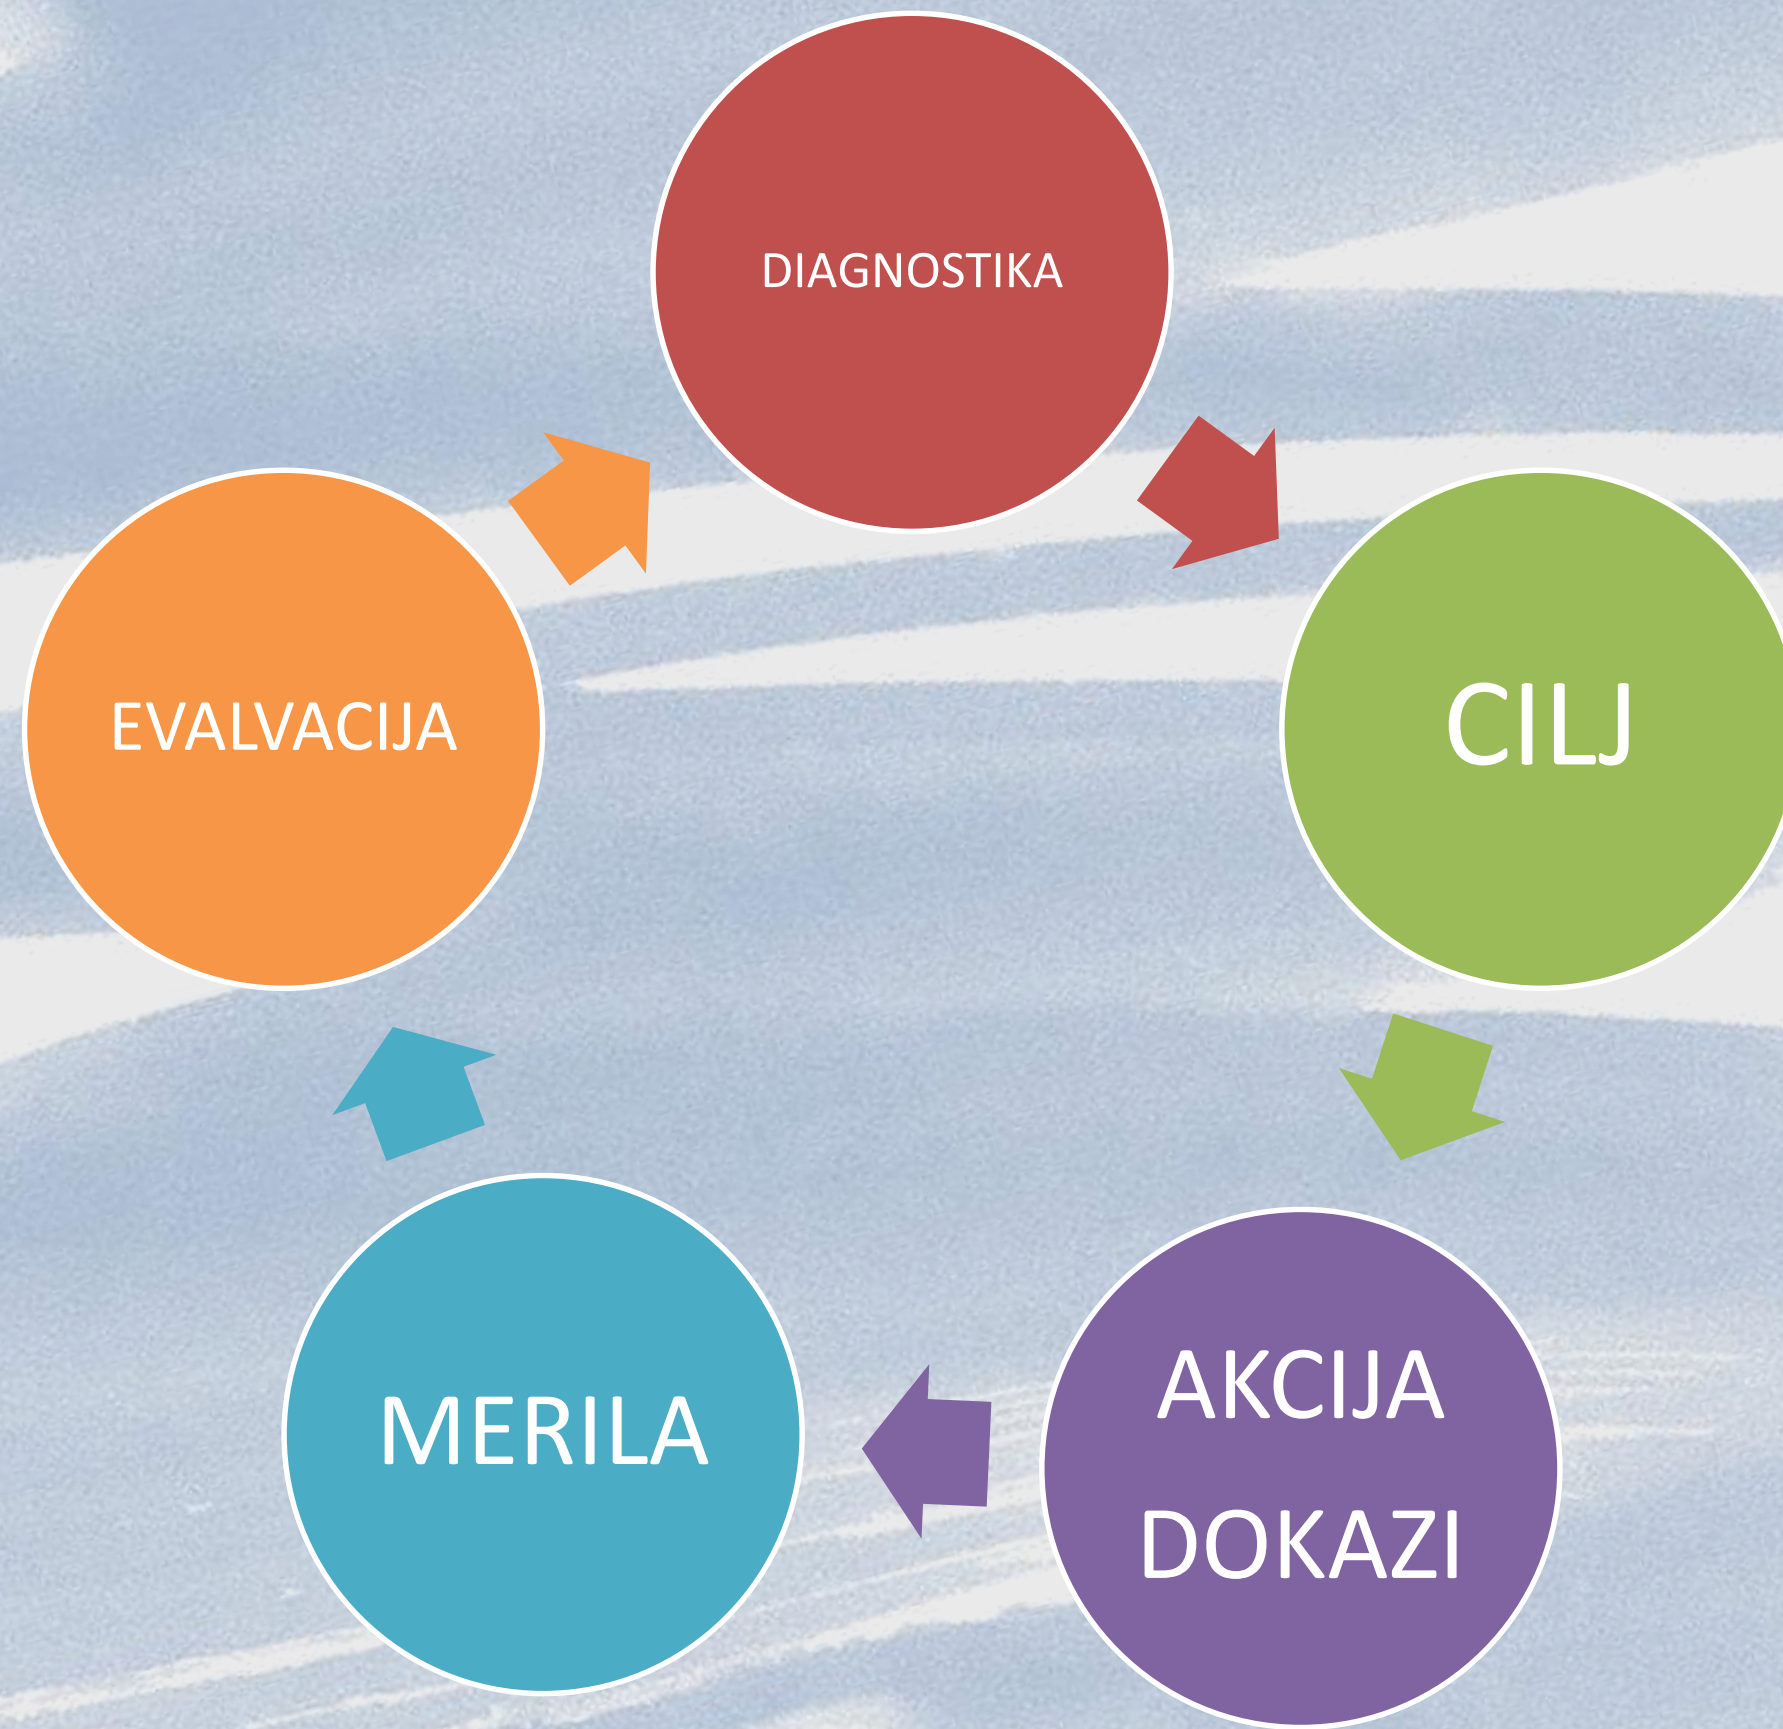 DIAGNOSTIKA
CILJ
AKCIJA
DOKAZI
MERILA
EVALVACIJA